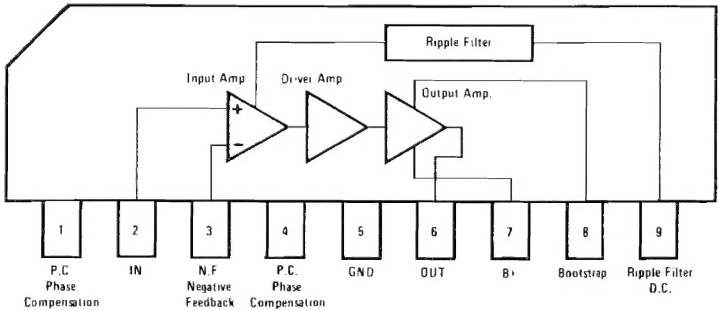 Ripple Filter
Input Amp
Driver Amp
Output Amp.
+
−
1
2
3
4
5
6
7
8
9
P.C
Phase
Compensation
IN
N.F
Negative
Feedback
P.C.
Phase
Compensation
GND
OUT
B+
Bootstrap
Ripple Filter
D.C.